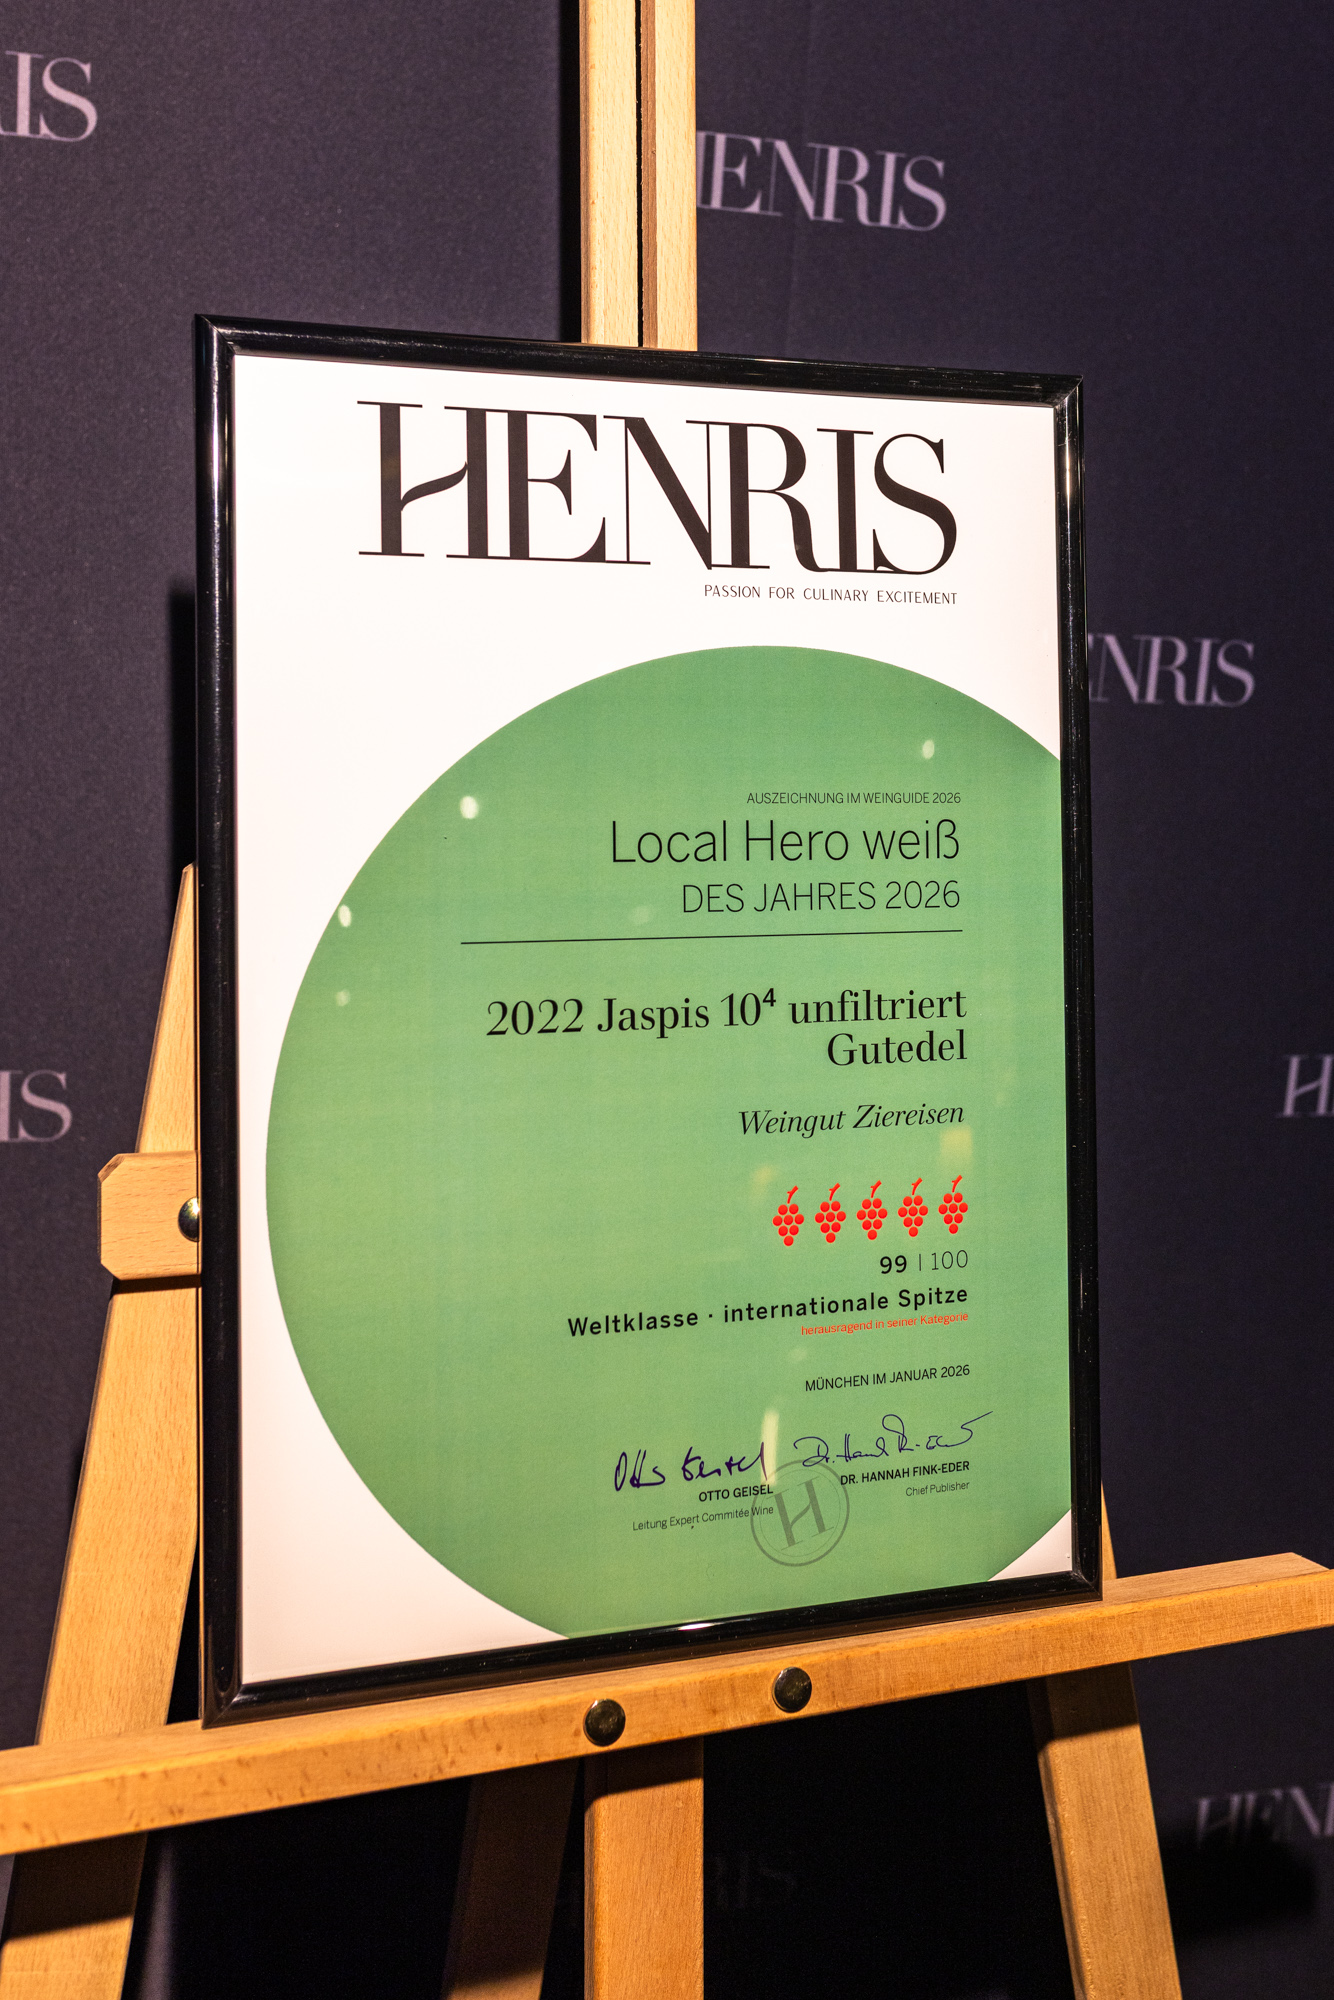 HENRIS
HENRIS
PASSION FOR CULINARY EXCITEMENT
AUSZEICHNUNG IM WEINGUIDE 2026
Local Hero weiß
DES JAHRES 2026
2022 Jaspis 10⁴ unfiltriert
Gutedel
Weingut Ziereisen
99 | 100
Weltklasse · internationale Spitze
herausragend in seiner Kategorie
MÜNCHEN IM JANUAR 2026
OTTO GEISEL
Leitung Expert Commitée Wine
DR. HANNAH FINK-EDER
Chief Publisher
H